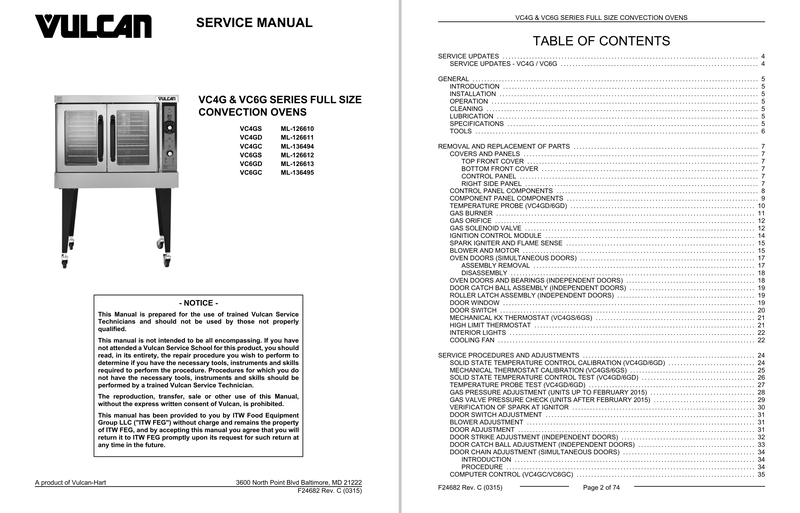 VULCAN
SERVICE MANUAL
VULCAN
VC4G & VC6G SERIES FULL SIZE
CONVECTION OVENS
VC4GS ML-126610
VC4GD ML-126611
VC4GC ML-136494
VC6GS ML-126612
VC6GD ML-126613
VC6GC ML-136495
- NOTICE -
This Manual is prepared for the use of trained Vulcan Service
Technicians and should not be used by those not properly
qualified.
This manual is not intended to be all encompassing. If you have
not attended a Vulcan Service School for this product, you should
read, in its entirety, the repair procedure you wish to perform to
determine if you have the necessary tools, instruments and skills
required to perform the procedure. Procedures for which you do
not have the necessary tools, instruments and skills should be
performed by a trained Vulcan Service Technician.
The reproduction, transfer, sale or other use of this Manual,
without the express written consent of Vulcan, is prohibited.
This manual has been provided to you by ITW Food Equipment
Group LLC ("ITW FEG") without charge and remains the property
of ITW FEG, and by accepting this manual you agree that you will
return it to ITW FEG promptly upon its request for such return at
any time in the future.
A product of Vulcan-Hart 3600 North Point Blvd Baltimore, MD 21222
F24682 Rev. C (0315)
VC4G & VC6G SERIES FULL SIZE CONVECTION OVENS
TABLE OF CONTENTS
SERVICE UPDATES 4
SERVICE UPDATES - VC4G / VC6G 4
GENERAL 5
INTRODUCTION 5
INSTALLATION 5
OPERATION 5
CLEANING 5
LUBRICATION 5
SPECIFICATIONS 5
TOOLS 6
REMOVAL AND REPLACEMENT OF PARTS 7
COVERS AND PANELS 7
TOP FRONT COVER 7
BOTTOM FRONT COVER 7
CONTROL PANEL 7
RIGHT SIDE PANEL 7
CONTROL PANEL COMPONENTS 8
COMPONENT PANEL COMPONENTS 9
TEMPERATURE PROBE (VC4GD/6GD) 10
GAS BURNER 11
GAS ORIFICE 12
GAS SOLENOID VALVE 12
IGNITION CONTROL MODULE 14
SPARK IGNITER AND FLAME SENSE 15
BLOWER AND MOTOR 15
OVEN DOORS (SIMULTANEOUS DOORS) 17
ASSEMBLY REMOVAL 17
DISASSEMBLY 18
OVEN DOORS AND BEARINGS (INDEPENDENT DOORS) 18
DOOR CATCH BALL ASSEMBLY (INDEPENDENT DOORS) 19
ROLLER LATCH ASSEMBLY (INDEPENDENT DOORS) 19
DOOR WINDOW 19
DOOR SWITCH 20
MECHANICAL KX THERMOSTAT (VC4GS/6GS) 21
HIGH LIMIT THERMOSTAT 21
INTERIOR LIGHTS 22
COOLING FAN 22
SERVICE PROCEDURES AND ADJUSTMENTS 24
SOLID STATE TEMPERATURE CONTROL CALIBRATION (VC4GD/6GD) 24
MECHANICAL THERMOSTAT CALIBRATION (VC4GS/6GS) 25
SOLID STATE TEMPERATURE CONTROL TEST (VC4GD/6GD) 26
TEMPERATURE PROBE TEST (VC4GD/6GD) 27
GAS PRESSURE ADJUSTMENT (UNITS UP TO FEBRUARY 2015) 28
GAS VALVE PRESSURE CHECK (UNITS AFTER FEBRUARY 2015) 29
VERIFICATION OF SPARK AT IGNITOR 30
DOOR SWITCH ADJUSTMENT 31
BLOWER ADJUSTMENT 31
DOOR ADJUSTMENT 31
DOOR STRIKE ADJUSTMENT (INDEPENDENT DOORS) 32
DOOR CATCH BALL ADJUSTMENT (INDEPENDENT DOORS) 33
DOOR CHAIN ADJUSTMENT (SIMULTANEOUS DOORS) 34
INTRODUCTION 34
PROCEDURE 34
COMPUTER CONTROL (VC4GC/VC6GC) 35
F24682 Rev. C (0315) Page 2 of 74